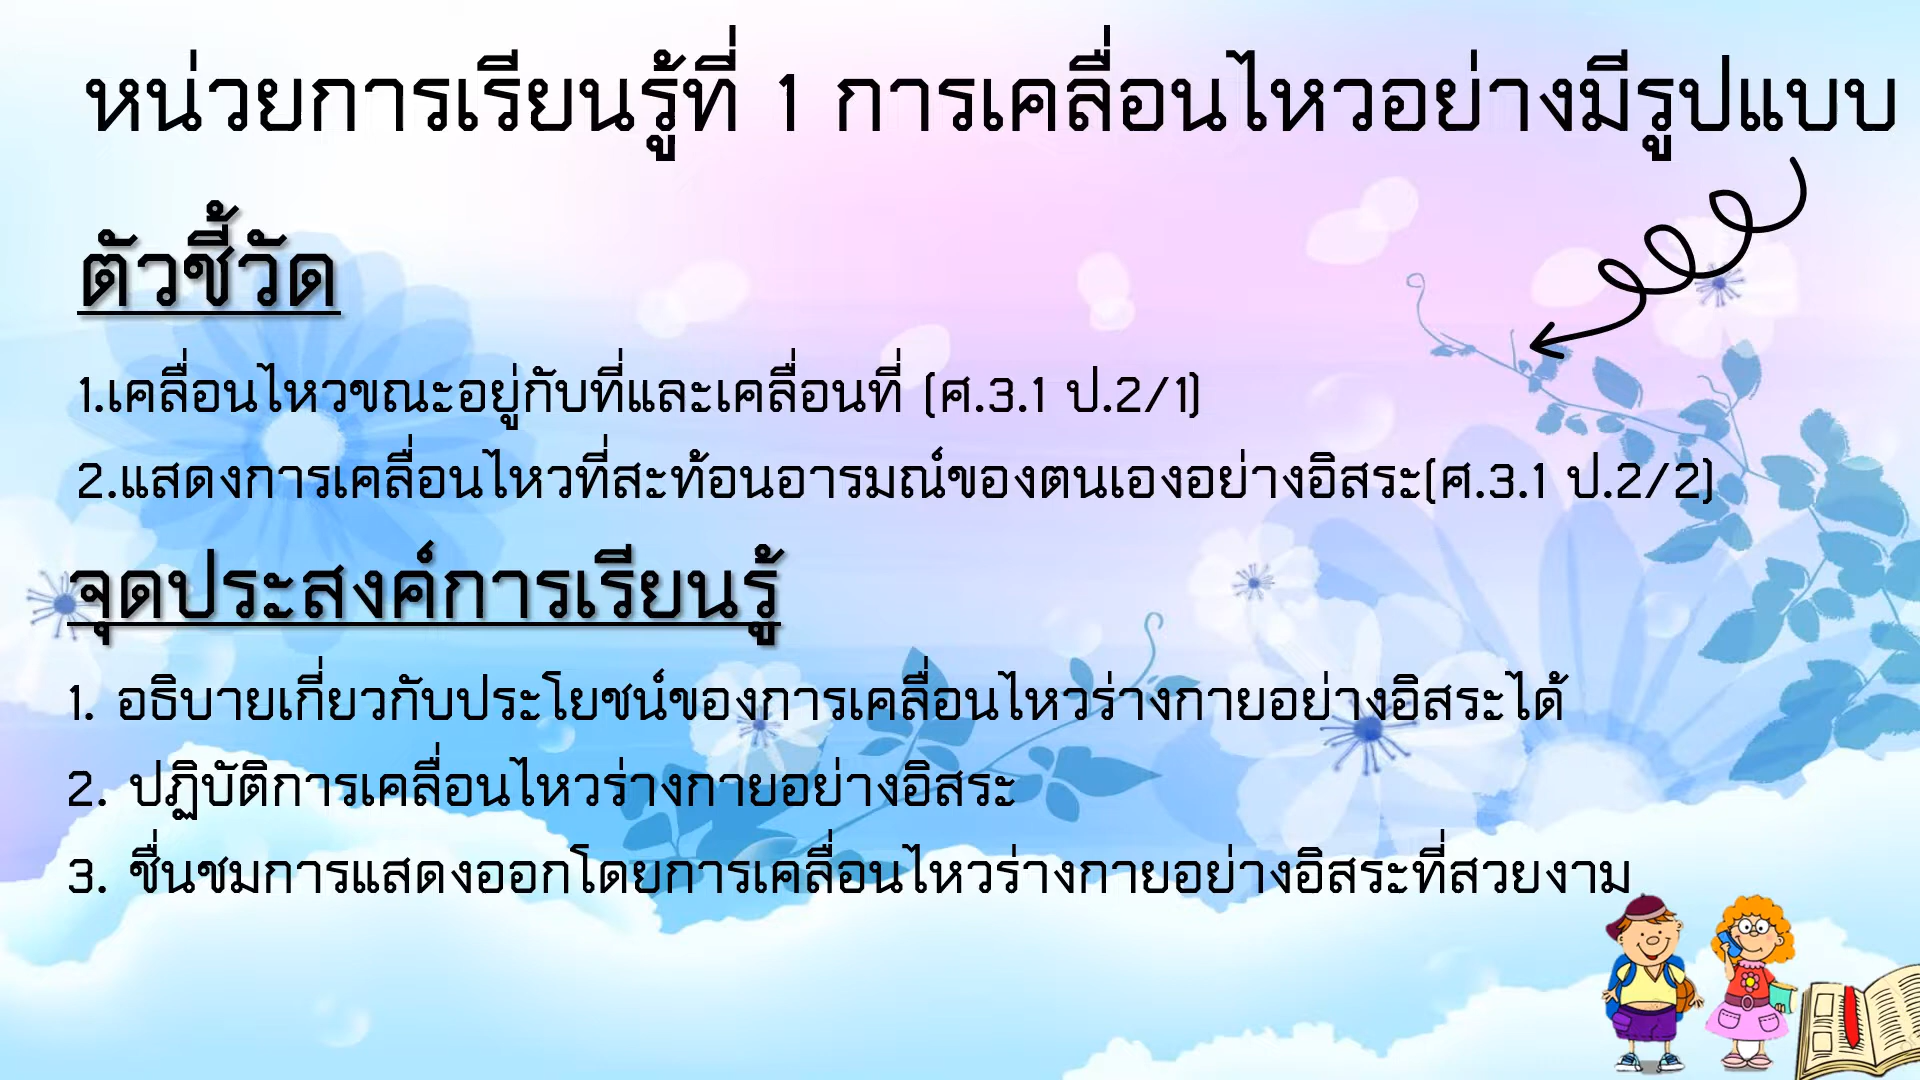 หน่วยการเรียนรู้ที่ 1 การเคลื่อนไหวอย่างมีรูปแบบ
ตัวชี้วัด
1.เคลื่อนไหวขณะอยู่กับที่และเคลื่อนที่ (ศ.3.1 ป.2/1)
2.แสดงการเคลื่อนไหวที่สะท้อนอารมณ์ของตนเองอย่างอิสระ(ศ.3.1 ป.2/2)
จุดประสงค์การเรียนรู้
1. อธิบายเกี่ยวกับประโยชน์ของการเคลื่อนไหวร่างกายอย่างอิสระได้
2. ปฏิบัติการเคลื่อนไหวร่างกายอย่างอิสระ
3. ชื่นชมการแสดงออกโดยการเคลื่อนไหวร่างกายอย่างอิสระที่สวยงาม